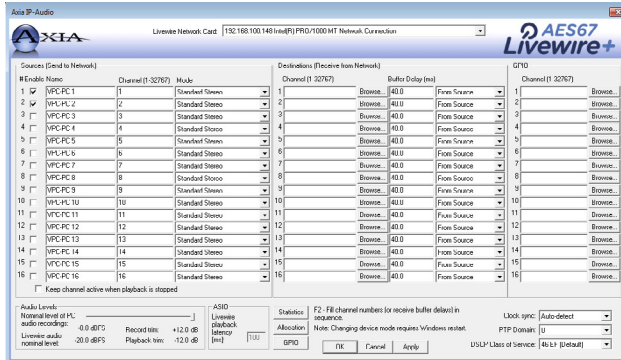 Axia IP-Audio
AXIA
Livewire Network Card: 192.168.100.148 Intel(R) PRO/1000 MT Network Connection
AES67
Livewire+
Sources (Send to Network)
Destinations (Receive from Network)
GPIO
# Enable Name Channel (1-32767) Mode Channel (1-32767) Buffer Delay (ms) Channel (1-32767)
1 VPC-PC 1 1 Standard Stereo 1 Browse... 40.0 From Source 1 Browse...
2 VPC-PC 2 2 Standard Stereo 2 Browse... 40.0 From Source 2 Browse...
3 VPC-PC 3 3 Standard Stereo 3 Browse... 40.0 From Source 3 Browse...
4 VPC-PC 4 4 Standard Stereo 4 Browse... 40.0 From Source 4 Browse...
5 VPC-PC 5 5 Standard Stereo 5 Browse... 40.0 From Source 5 Browse...
6 VPC-PC 6 6 Standard Stereo 6 Browse... 40.0 From Source 6 Browse...
7 VPC-PC 7 7 Standard Stereo 7 Browse... 40.0 From Source 7 Browse...
8 VPC-PC 8 8 Standard Stereo 8 Browse... 40.0 From Source 8 Browse...
9 VPC-PC 9 9 Standard Stereo 9 Browse... 40.0 From Source 9 Browse...
10 VPC-PC 10 10 Standard Stereo 10 Browse... 40.0 From Source 10 Browse...
11 VPC-PC 11 11 Standard Stereo 11 Browse... 40.0 From Source 11 Browse...
12 VPC-PC 12 12 Standard Stereo 12 Browse... 40.0 From Source 12 Browse...
13 VPC-PC 13 13 Standard Stereo 13 Browse... 40.0 From Source 13 Browse...
14 VPC-PC 14 14 Standard Stereo 14 Browse... 40.0 From Source 14 Browse...
15 VPC-PC 15 15 Standard Stereo 15 Browse... 40.0 From Source 15 Browse...
16 VPC-PC 16 16 Standard Stereo 16 Browse... 40.0 From Source 16 Browse...
Keep channel active when playback is stopped
Audio Levels
Nominal level of PC
audio recordings: -0.0 dBFS Record trim: +12.0 dB
Livewire audio
nominal level: -20.0 dBFS Playback trim: -12.0 dB
ASIO
Livewire
playback
latency
(ms) 100
Statistics
Allocation
GPIO
F2 - Fill channel numbers (or receive buffer delays) in
sequence.
Note: Changing device mode requires Windows restart.
OK Cancel Apply
Clock sync: Auto-detect
PTP Domain: 0
DSCP Class of Service: 46 EF (Default)